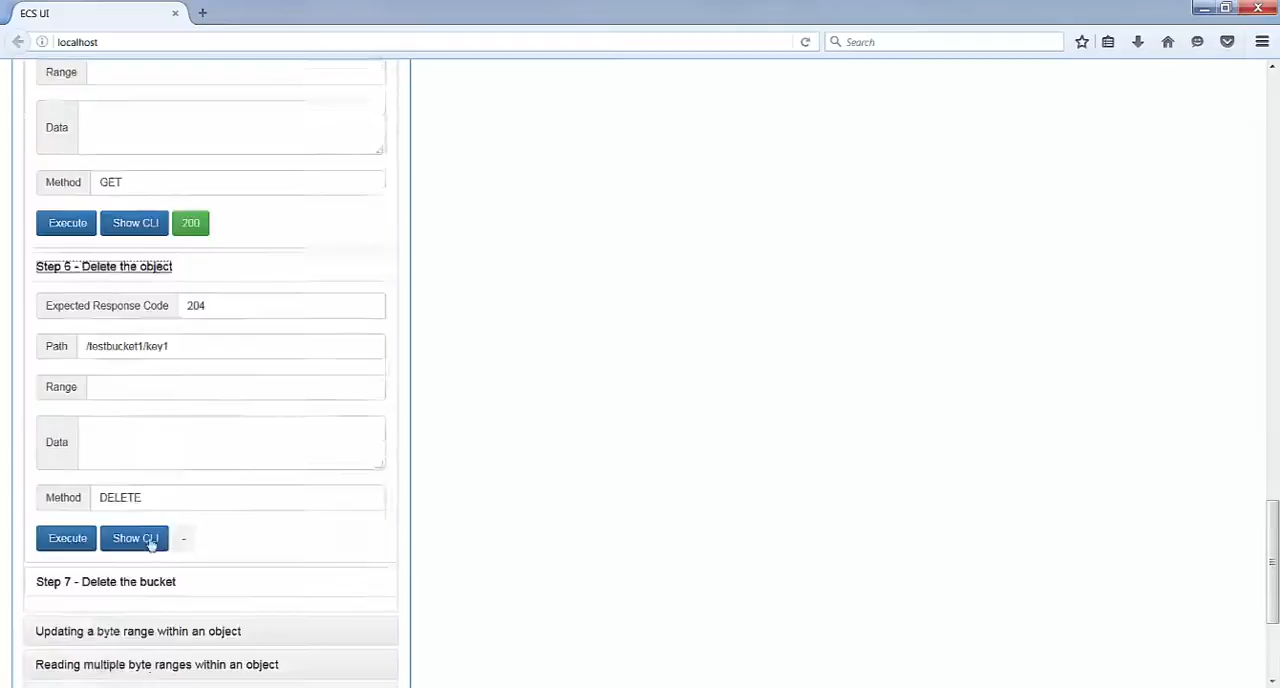 ECS UI
localhost
Search
Range
Data
Method GET
Execute Show CLI 200
Step 6 - Delete the object
Expected Response Code 204
Path /testbucket1/key1
Range
Data
Method DELETE
Execute Show CLI -
Step 7 - Delete the bucket
Updating a byte range within an object
Reading multiple byte ranges within an object